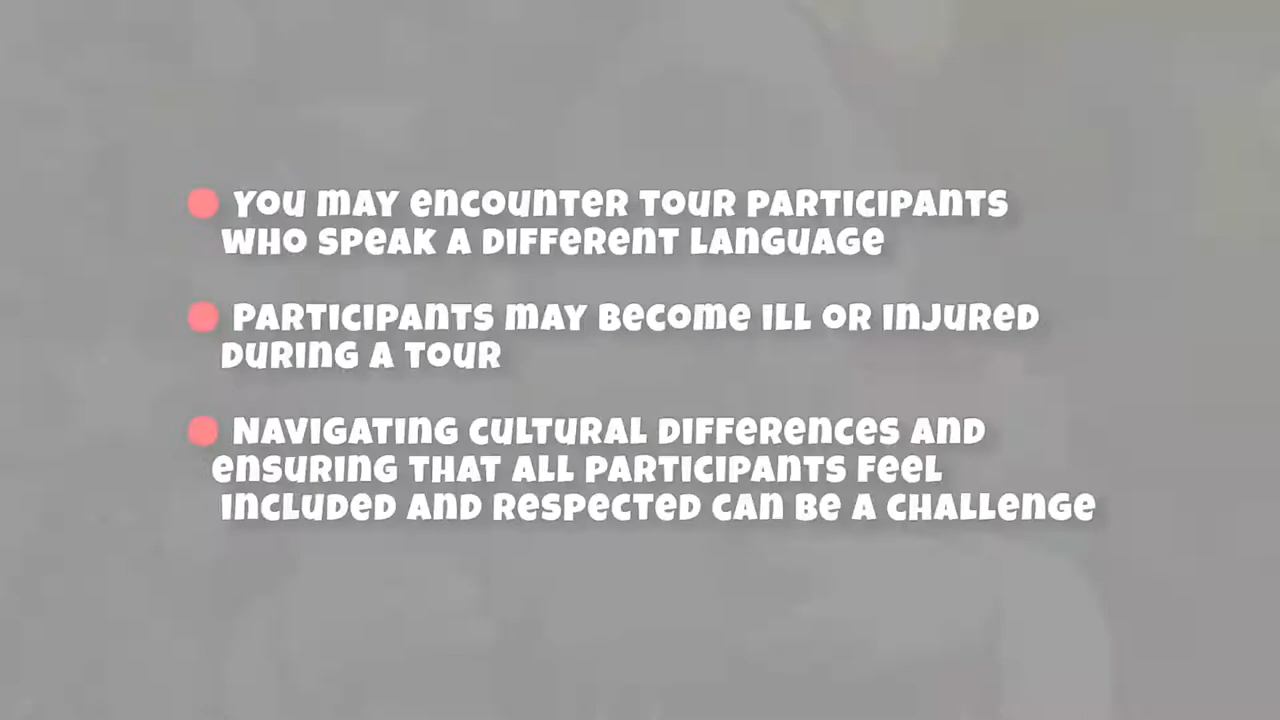 ● YOU MAY ENCOUNTER TOUR PARTICIPANTS
WHO SPEAK A DIFFERENT LANGUAGE
● PARTICIPANTS MAY BECOME ILL OR INJURED
DURING A TOUR
● NAVIGATING CULTURAL DIFFERENCES AND
ENSURING THAT ALL PARTICIPANTS FEEL
INCLUDED AND RESPECTED CAN BE A CHALLENGE